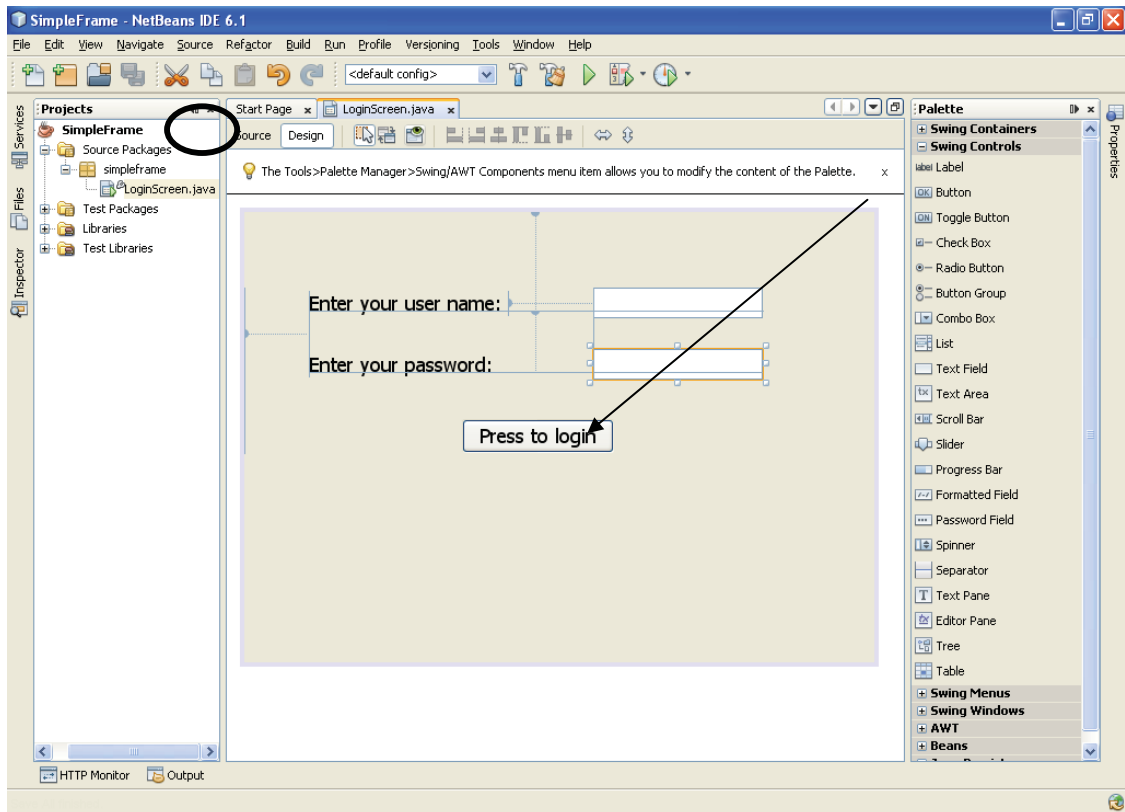 SimpleFrame - NetBeans IDE 6.1
File Edit View Navigate Source Refactor Build Run Profile Versioning Tools Window Help
<default config>
Services
Files
Inspector
Projects
SimpleFrame
Source Packages
simpleframe
LoginScreen.java
Test Packages
Libraries
Test Libraries
Start Page x LoginScreen.java x
Source Design
The Tools>Palette Manager>Swing/AWT Components menu item allows you to modify the content of the Palette. x
Enter your user name:
Enter your password:
Press to login
Palette
Swing Containers
Swing Controls
label Label
OK Button
ON Toggle Button
Check Box
Radio Button
Button Group
Combo Box
List
Text Field
tx Text Area
Scroll Bar
Slider
Progress Bar
Formatted Field
Password Field
Spinner
Separator
T Text Pane
Editor Pane
Tree
Table
Swing Menus
Swing Windows
AWT
Beans
Properties
HTTP Monitor Output